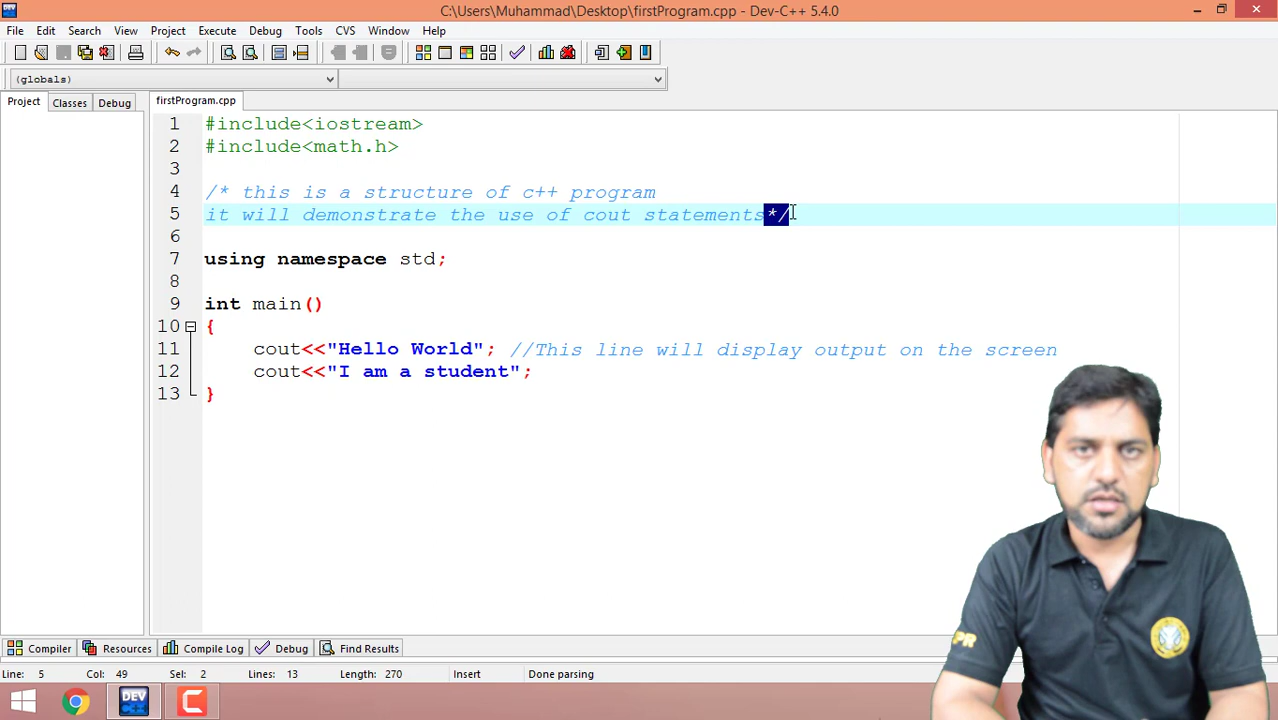 C:\Users\Muhammad\Desktop\firstProgram.cpp - Dev-C++ 5.4.0
File Edit Search View Project Execute Debug Tools CVS Window Help
(globals)
Project Classes Debug firstProgram.cpp
1 #include<iostream>
2 #include<math.h>
3
4 /* this is a structure of c++ program
5 it will demonstrate the use of cout statements*/
6
7 using namespace std;
8
9 int main()
10 {
11 cout<<"Hello World"; //This line will display output on the screen
12 cout<<"I am a student";
13 }
PR
Compiler Resources Compile Log Debug Find Results
Line: 5 Col: 49 Sel: 2 Lines: 13 Length: 270 Insert Done parsing
DEV C++